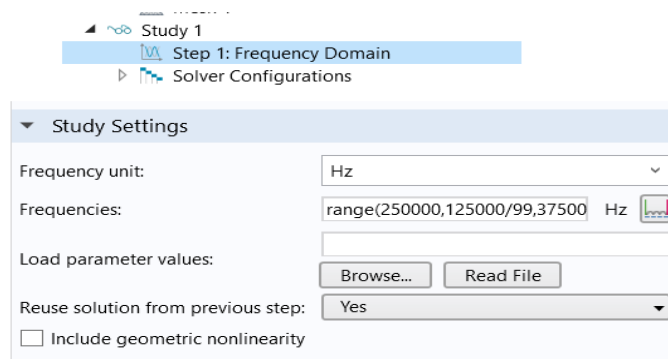 Study 1
Step 1: Frequency Domain
Solver Configurations
Study Settings
Frequency unit: Hz
Frequencies: range(250000,125000/99,37500 Hz
Load parameter values:
Browse... Read File
Reuse solution from previous step: Yes
Include geometric nonlinearity